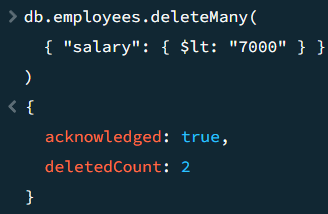 > db.employees.deleteMany(
{ "salary": { $lt: "7000" } }
)
< {
acknowledged: true,
deletedCount: 2
}